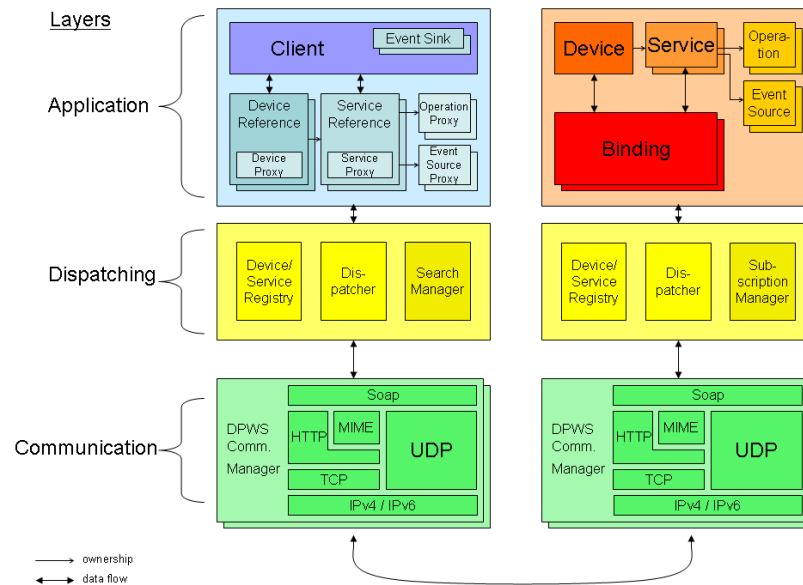 Layers
Application
Client
Event Sink
Device
Reference
Device
Proxy
Service
Reference
Service
Proxy
Operation
Proxy
Event
Source
Proxy
Device
Service
Opera-
tion
Event
Source
Binding
Dispatching
Device/
Service
Registry
Dis-
patcher
Search
Manager
Device/
Service
Registry
Dis-
patcher
Sub-
scription
Manager
Communication
DPWS
Comm.
Manager
Soap
HTTP
MIME
UDP
TCP
IPv4 / IPv6
DPWS
Comm.
Manager
Soap
HTTP
MIME
UDP
TCP
IPv4 / IPv6
ownership
data flow